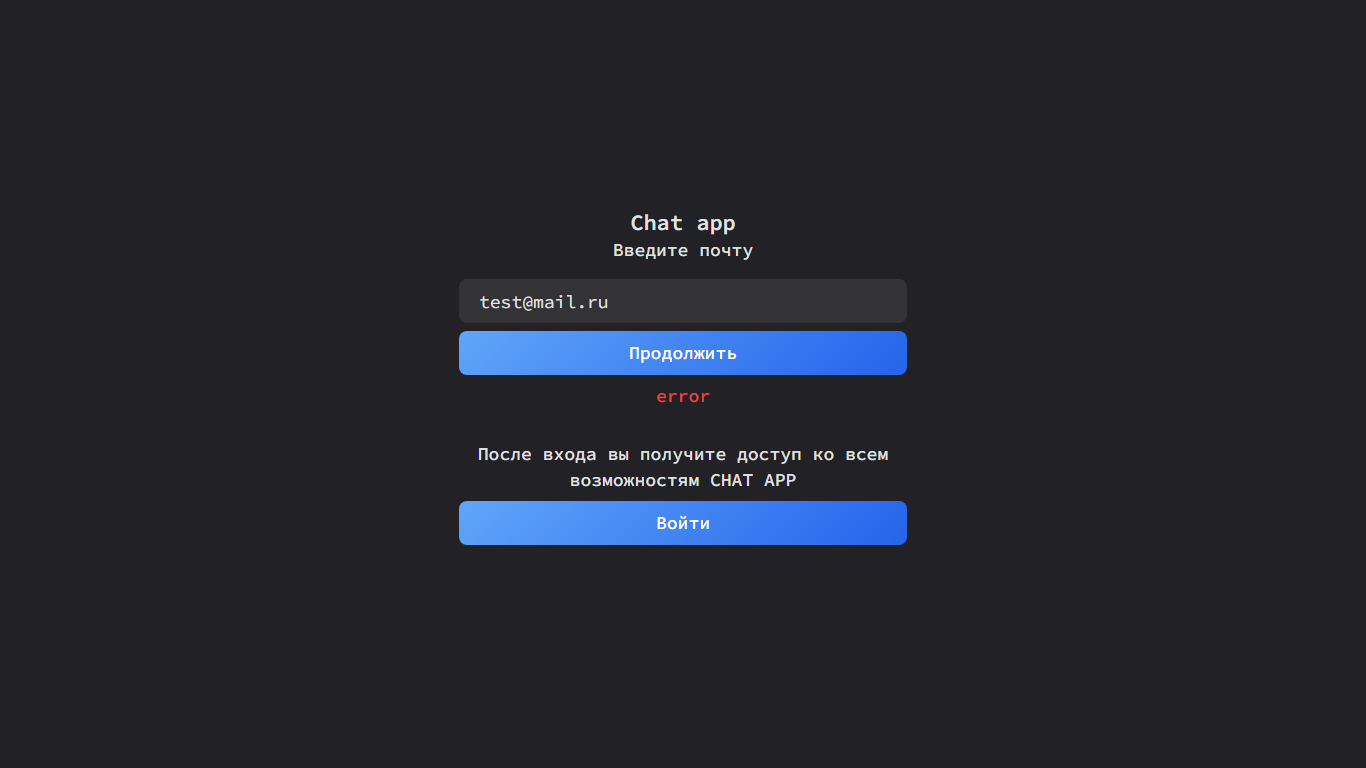 Chat app
Введите почту
test@mail.ru
Продолжить
error
После входа вы получите доступ ко всем
возможностям CHAT APP
Войти